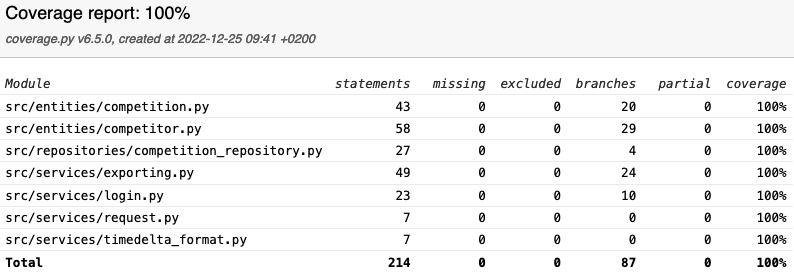 Coverage report: 100%
coverage.py v6.5.0, created at 2022-12-25 09:41 +0200
Module statements missing excluded branches partial coverage
src/entities/competition.py 43 0 0 20 0 100%
src/entities/competitor.py 58 0 0 29 0 100%
src/repositories/competition_repository.py 27 0 0 4 0 100%
src/services/exporting.py 49 0 0 24 0 100%
src/services/login.py 23 0 0 10 0 100%
src/services/request.py 7 0 0 0 0 100%
src/services/timedelta_format.py 7 0 0 0 0 100%
Total 214 0 0 87 0 100%